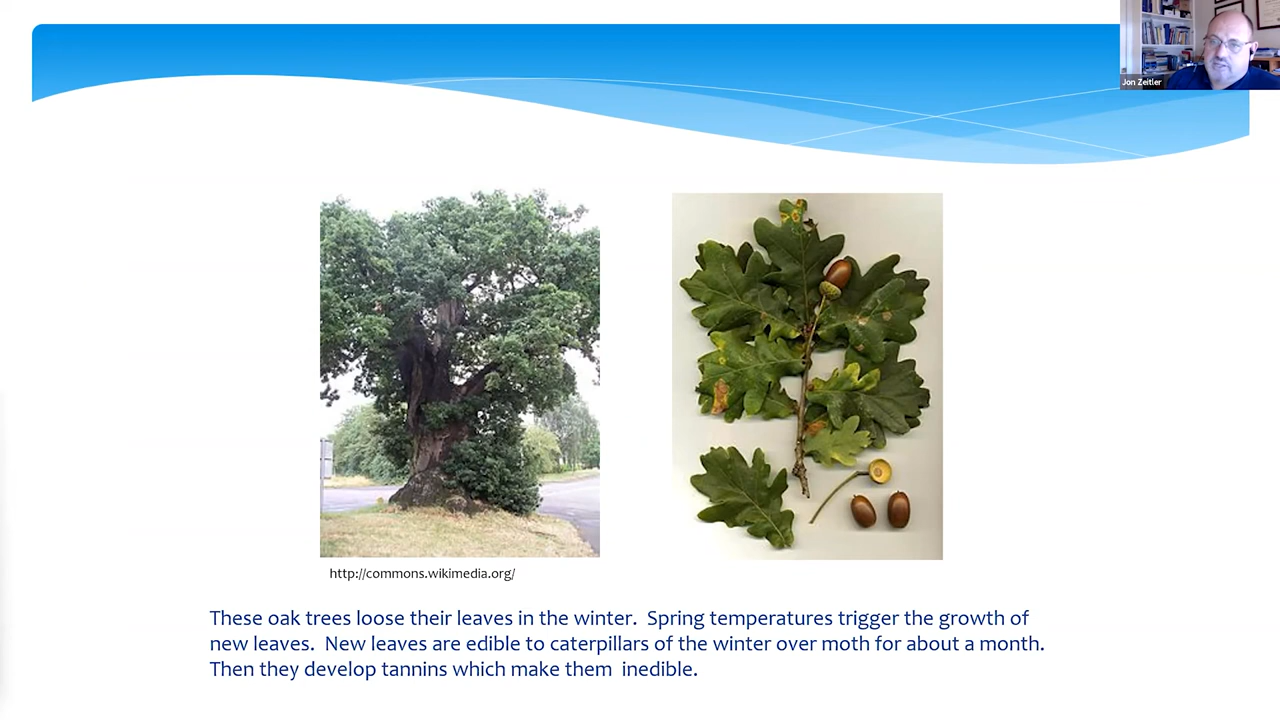 Jon Zeitler
http://commons.wikimedia.org/
These oak trees loose their leaves in the winter.  Spring temperatures trigger the growth of
new leaves.  New leaves are edible to caterpillars of the winter over moth for about a month.
Then they develop tannins which make them  inedible.